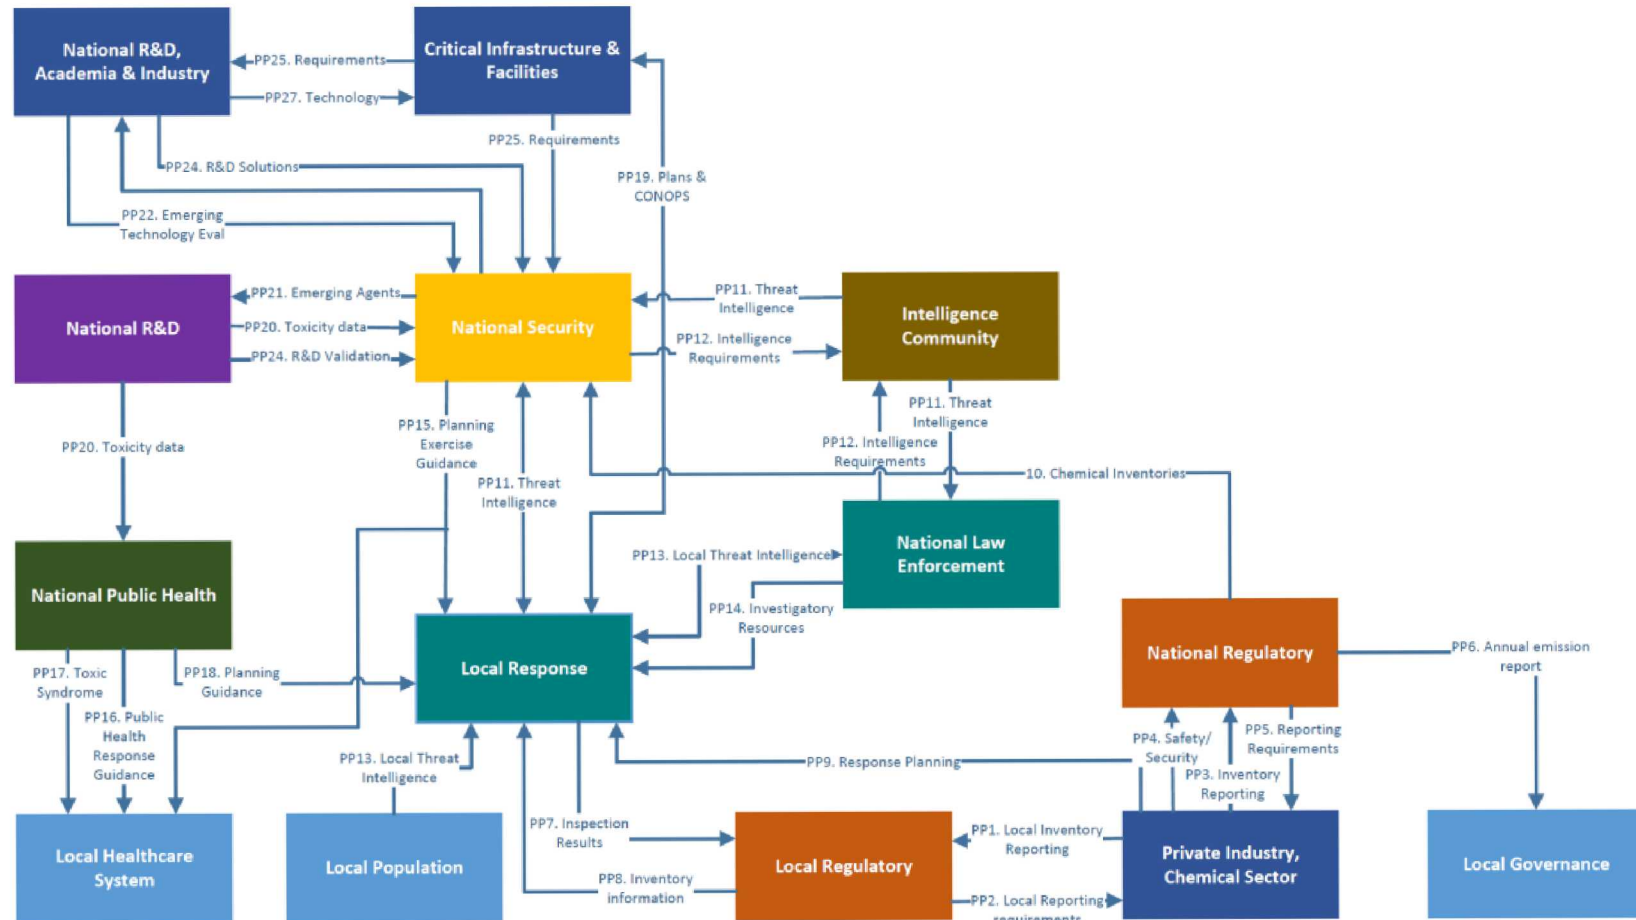 National R&D,
Academia & Industry
PP25. Requirements
PP27. Technology
Critical Infrastructure &
Facilities
PP25. Requirements
PP24. R&D Solutions
PP19. Plans &
CONOPS
PP22. Emerging
Technology Eval
National R&D
PP21. Emerging Agents
PP20. Toxicity data
PP24. R&D Validation
National Security
PP11. Threat
Intelligence
PP12. Intelligence
Requirements
Intelligence
Community
PP20. Toxicity data
PP15. Planning
Exercise
Guidance
PP11. Threat
Intelligence
PP12. Intelligence
Requirements
PP11. Threat
Intelligence
10. Chemical Inventories
National Law
Enforcement
PP13. Local Threat Intelligence
PP14. Investigatory
Resources
National Public Health
Local Response
National Regulatory
PP6. Annual emission
report
PP17. Toxic
Syndrome
PP16. Public
Health
Response
Guidance
PP18. Planning
Guidance
PP13. Local Threat
Intelligence
PP9. Response Planning
PP4. Safety/
Security
PP5. Reporting
Requirements
PP3. Inventory
Reporting
PP7. Inspection
Results
PP8. Inventory
information
PP1. Local Inventory
Reporting
PP2. Local Reporting
requirements
Local Healthcare
System
Local Population
Local Regulatory
Private Industry,
Chemical Sector
Local Governance